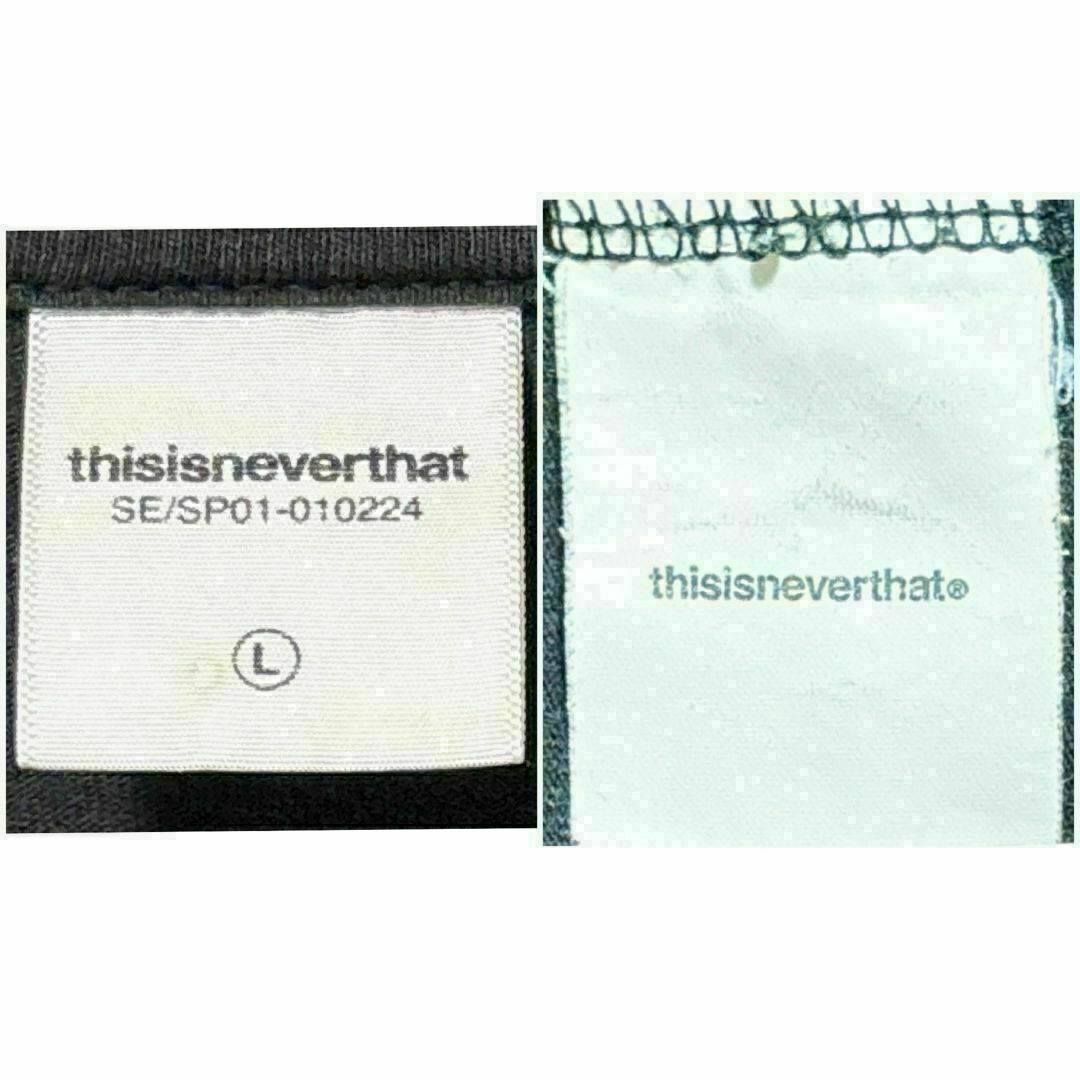 thisisneverthat
SE/SP01-010224
L
thisisneverthat®